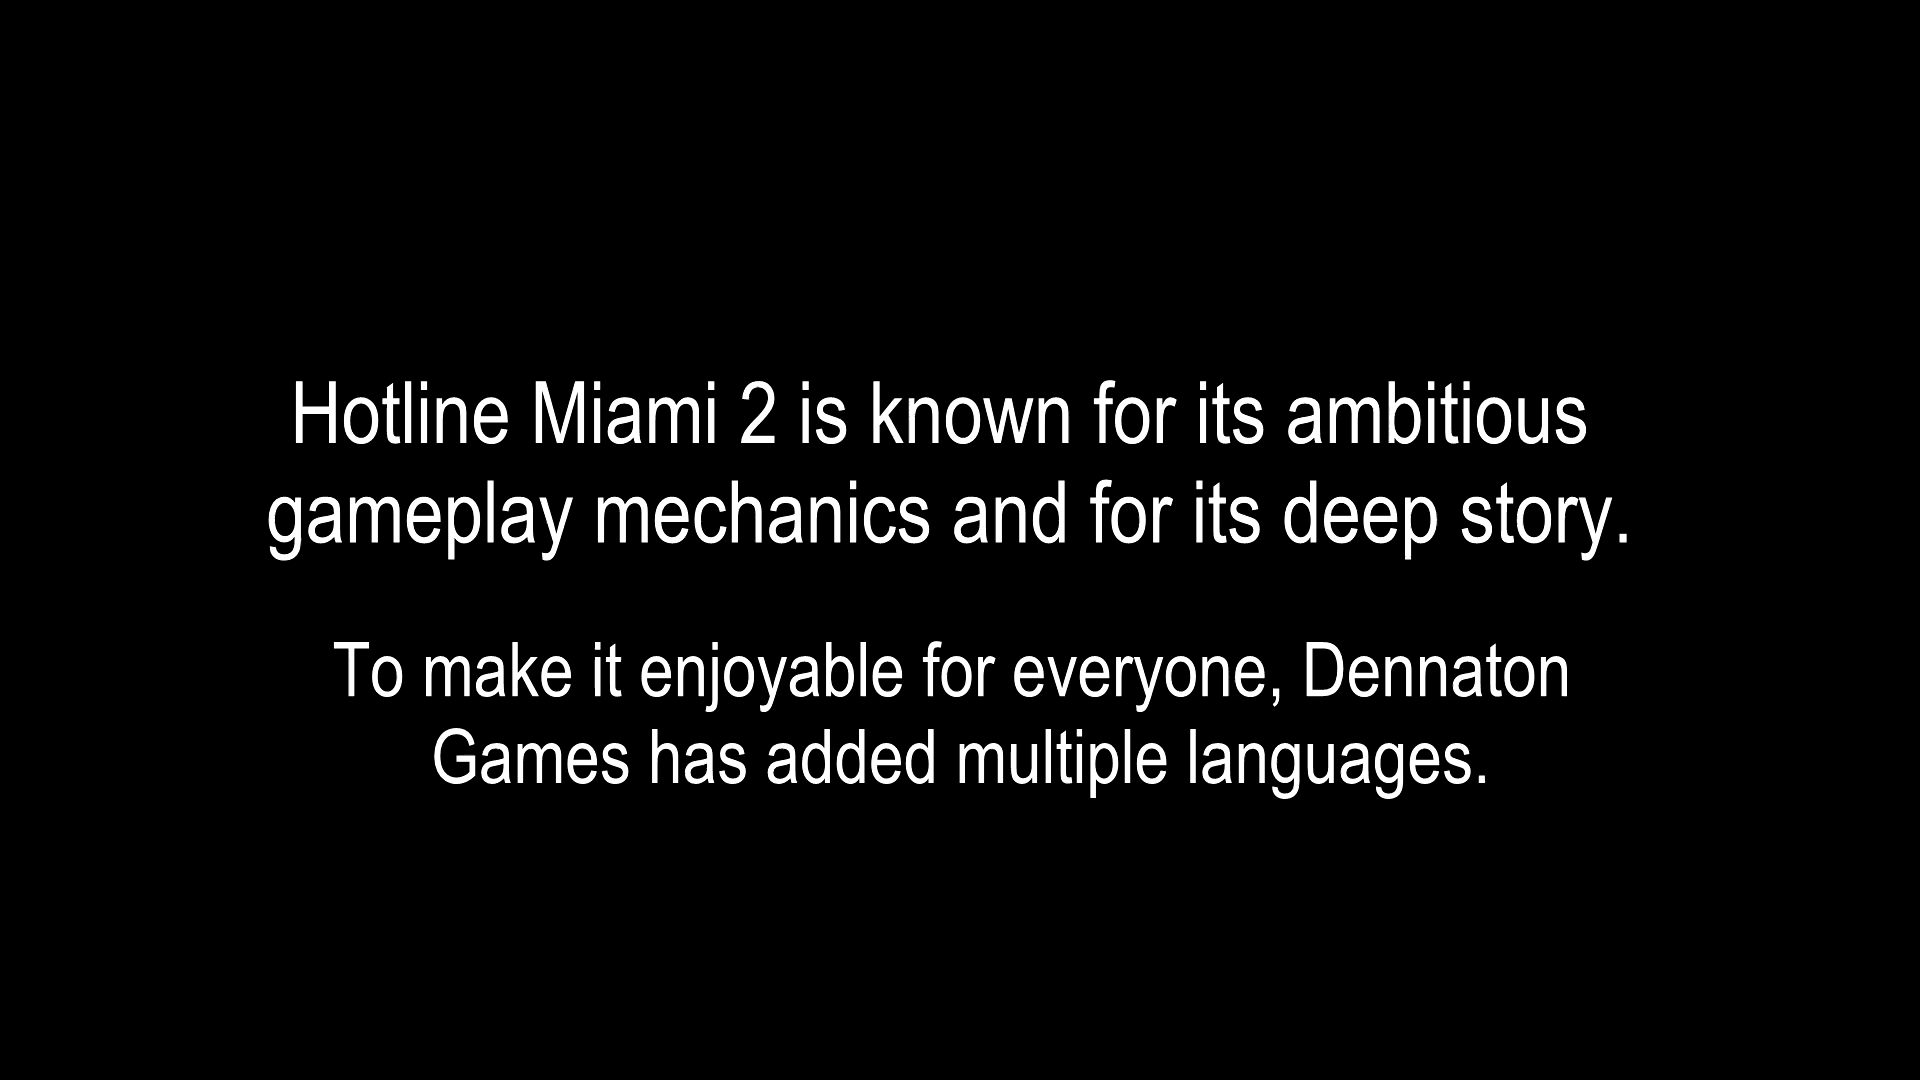 Hotline Miami 2 is known for its ambitious
gameplay mechanics and for its deep story.
To make it enjoyable for everyone, Dennaton
Games has added multiple languages.